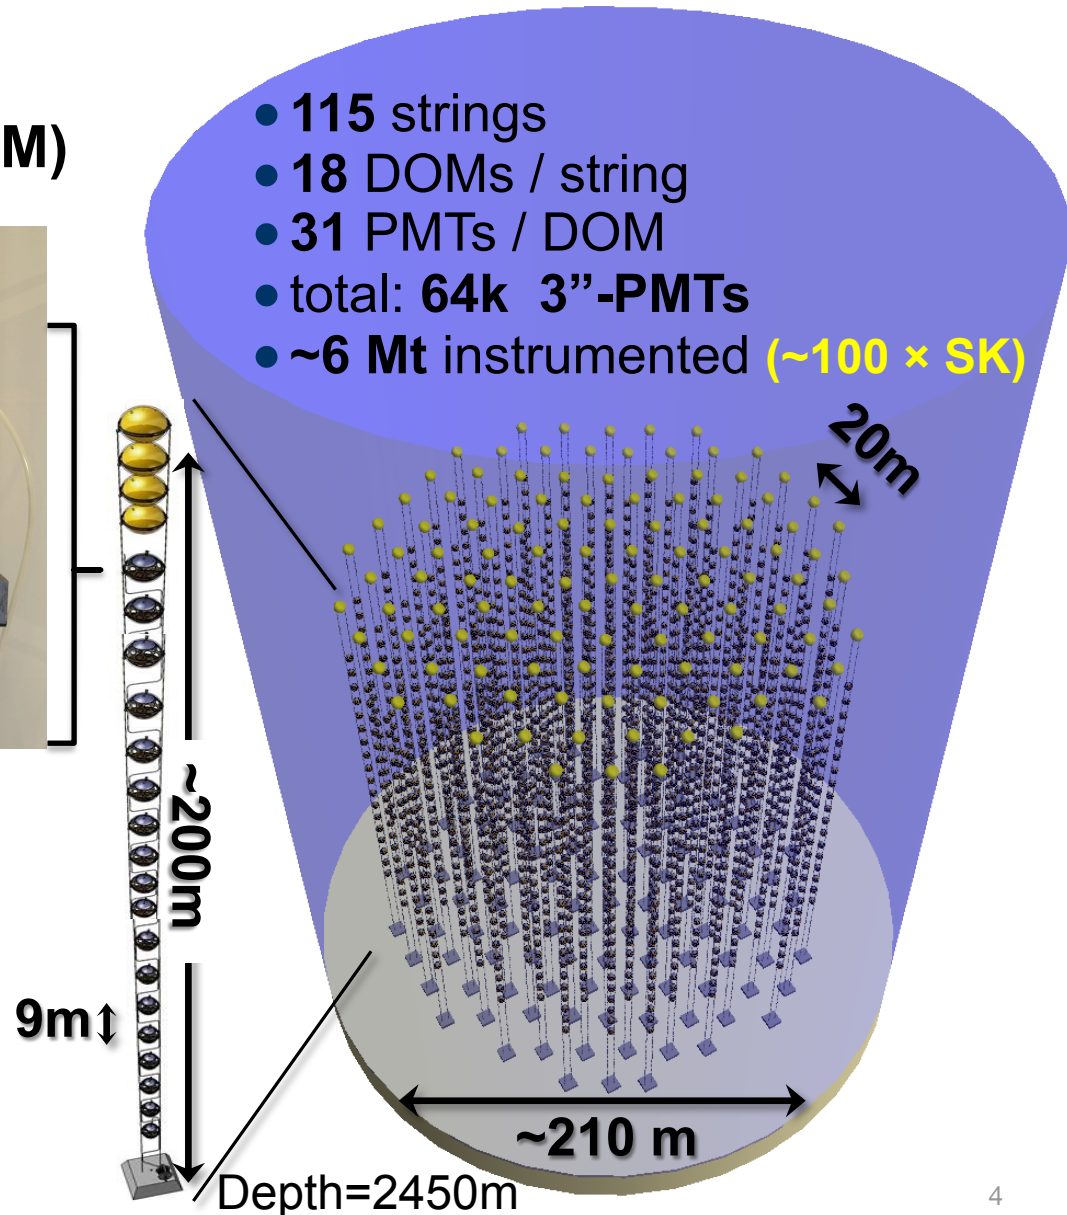 M)
• 115 strings
• 18 DOMs / string
• 31 PMTs / DOM
• total: 64k 3”-PMTs
• ~6 Mt instrumented (~100 × SK)
20m
~200m
9m
~210 m
Depth=2450m
4